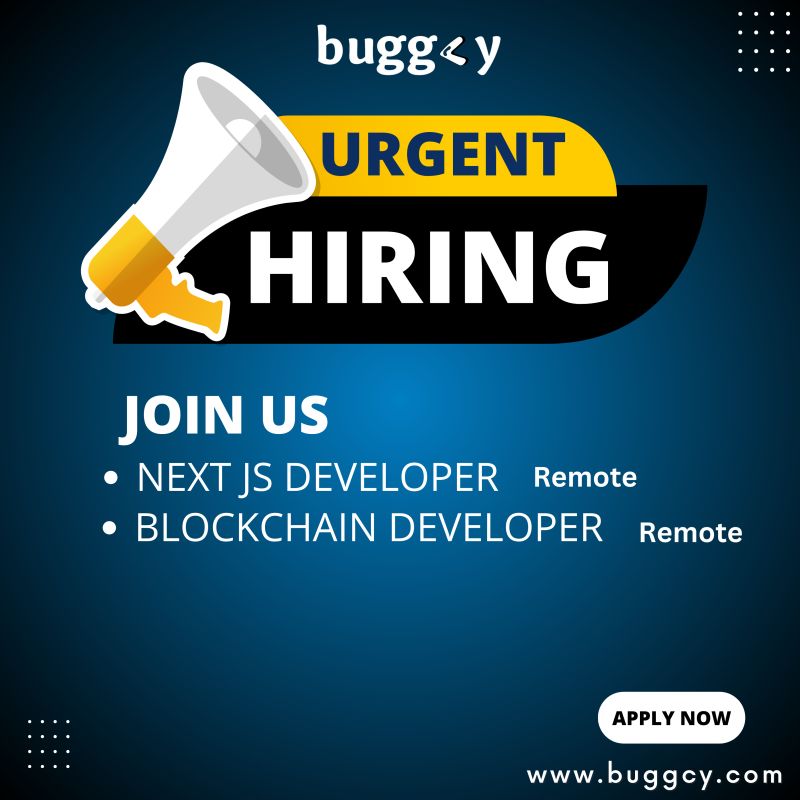 buggcy
URGENT
HIRING
JOIN US
• NEXT JS DEVELOPER Remote
• BLOCKCHAIN DEVELOPER Remote
APPLY NOW
www.buggcy.com